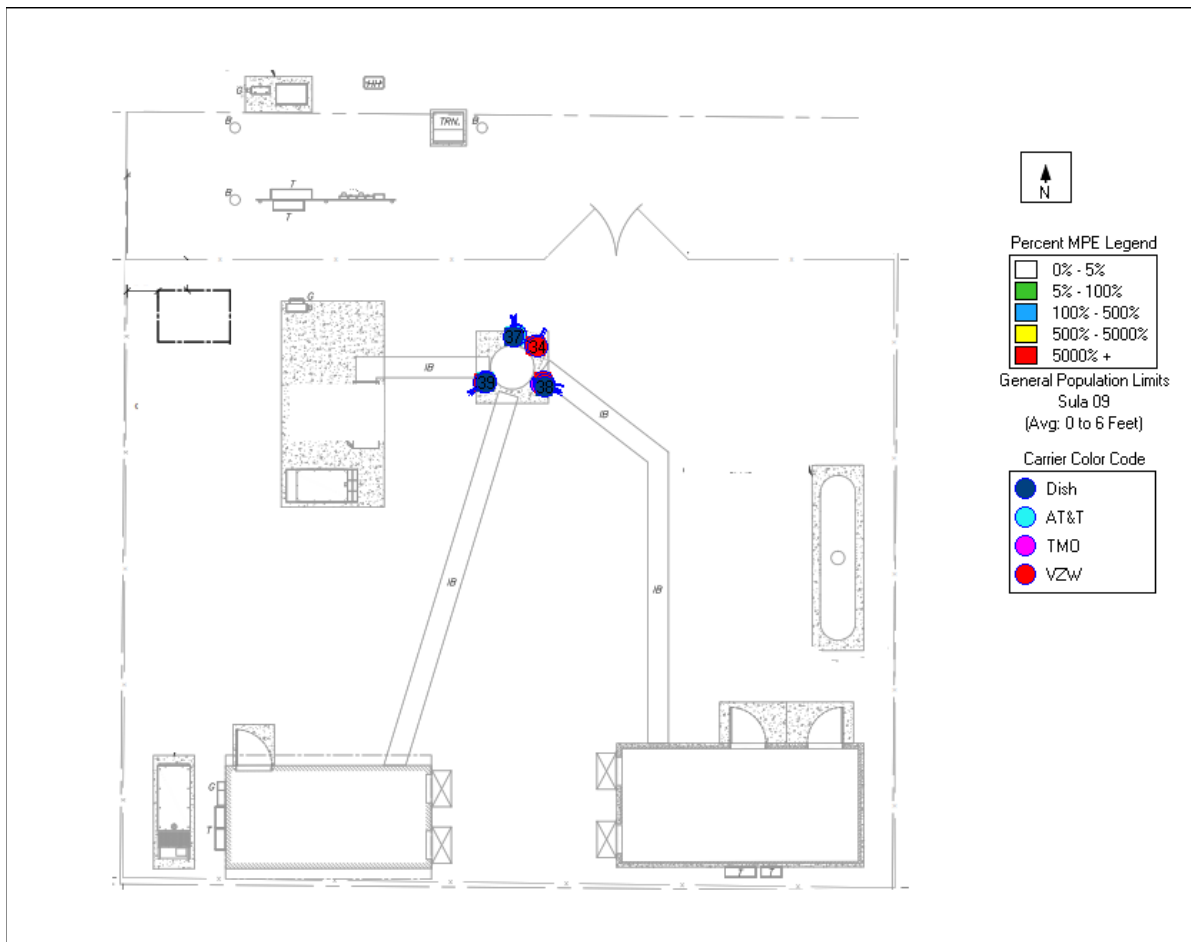 G
TRN.
B
B
B
T
T
N
Percent MPE Legend
0% - 5%
5% - 100%
100% - 500%
500% - 5000%
5000% +
General Population Limits
Sula 09
(Avg: 0 to 6 Feet)
Carrier Color Code
Dish
AT&T
TMO
VZW
G
37
34
39
38
IB
IB
IB
IB
G
T
T
T